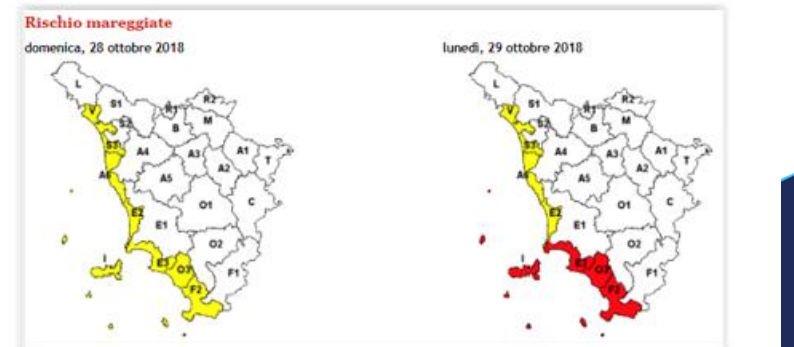 Rischio mareggiate
domenica, 28 ottobre 2018
lunedì, 29 ottobre 2018
L
V
S1
S2
S3
R1
R2
B
M
A4
A3
A2
A1
T
A5
A6
O1
C
E2
E1
O2
I
E3
O3
F2
F1
L
V
S1
S2
S3
R1
R2
B
M
A4
A3
A2
A1
T
A5
A6
O1
C
E2
E1
O2
I
E3
O3
F2
F1